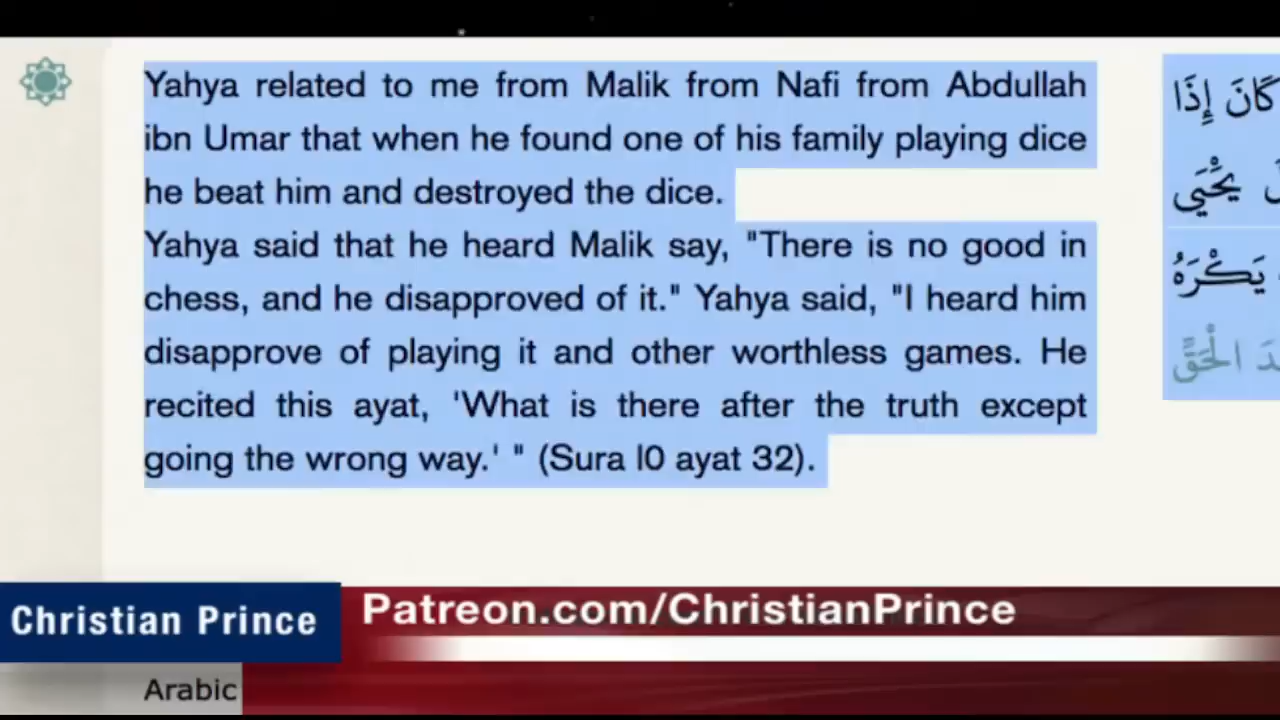 Yahya related to me from Malik from Nafi from Abdullah
ibn Umar that when he found one of his family playing dice
he beat him and destroyed the dice.
Yahya said that he heard Malik say, "There is no good in
chess, and he disapproved of it." Yahya said, "I heard him
disapprove of playing it and other worthless games. He
recited this ayat, 'What is there after the truth except
going the wrong way.' " (Sura l0 ayat 32).
كَانَ إِذَا
يَحْيَى
يَكْرَهُ
الْحَقِّ
Christian Prince
Patreon.com/ChristianPrince
Arabic